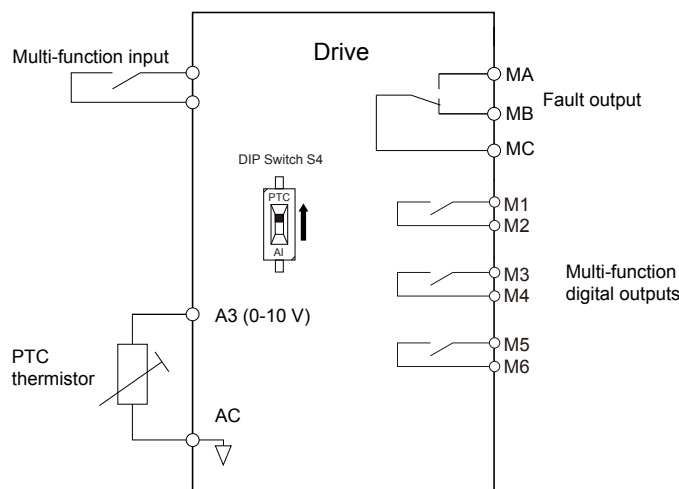 Drive
Multi-function input
MA
Fault output
MB
MC
DIP Switch S4
PTC
AI
M1
M2
M3
Multi-function
M4
digital outputs
M5
M6
A3 (0-10 V)
PTC
thermistor
AC